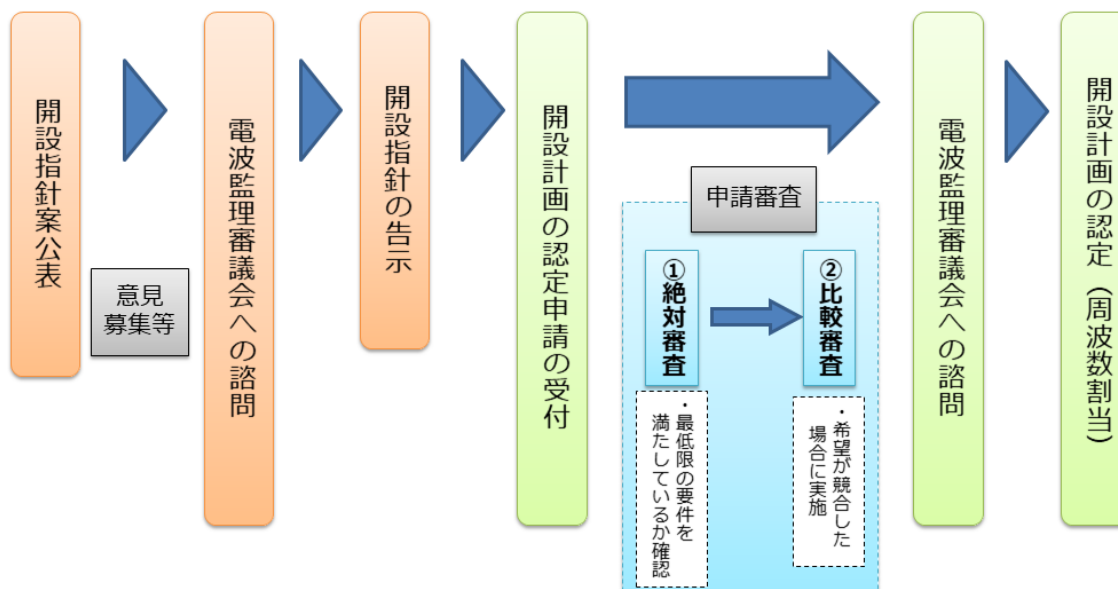 開設指針案公表
意見
募集等
電波監理審議会への諮問
開設指針の告示
開設計画の認定申請の受付
申請審査
①絶対審査
・最低限の要件を
満たしているか確認
②比較審査
・希望が競合した
場合に実施
電波監理審議会への諮問
開設計画の認定（周波数割当）